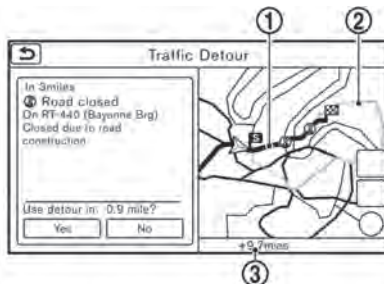 ① ②
Traffic Detour
In 3miles
Road closed
On RT-440 (Bayonne Brg)
Closed due to road
construction
Use detour in: 0.9 mile?
Yes No
S
+9.7mins
③